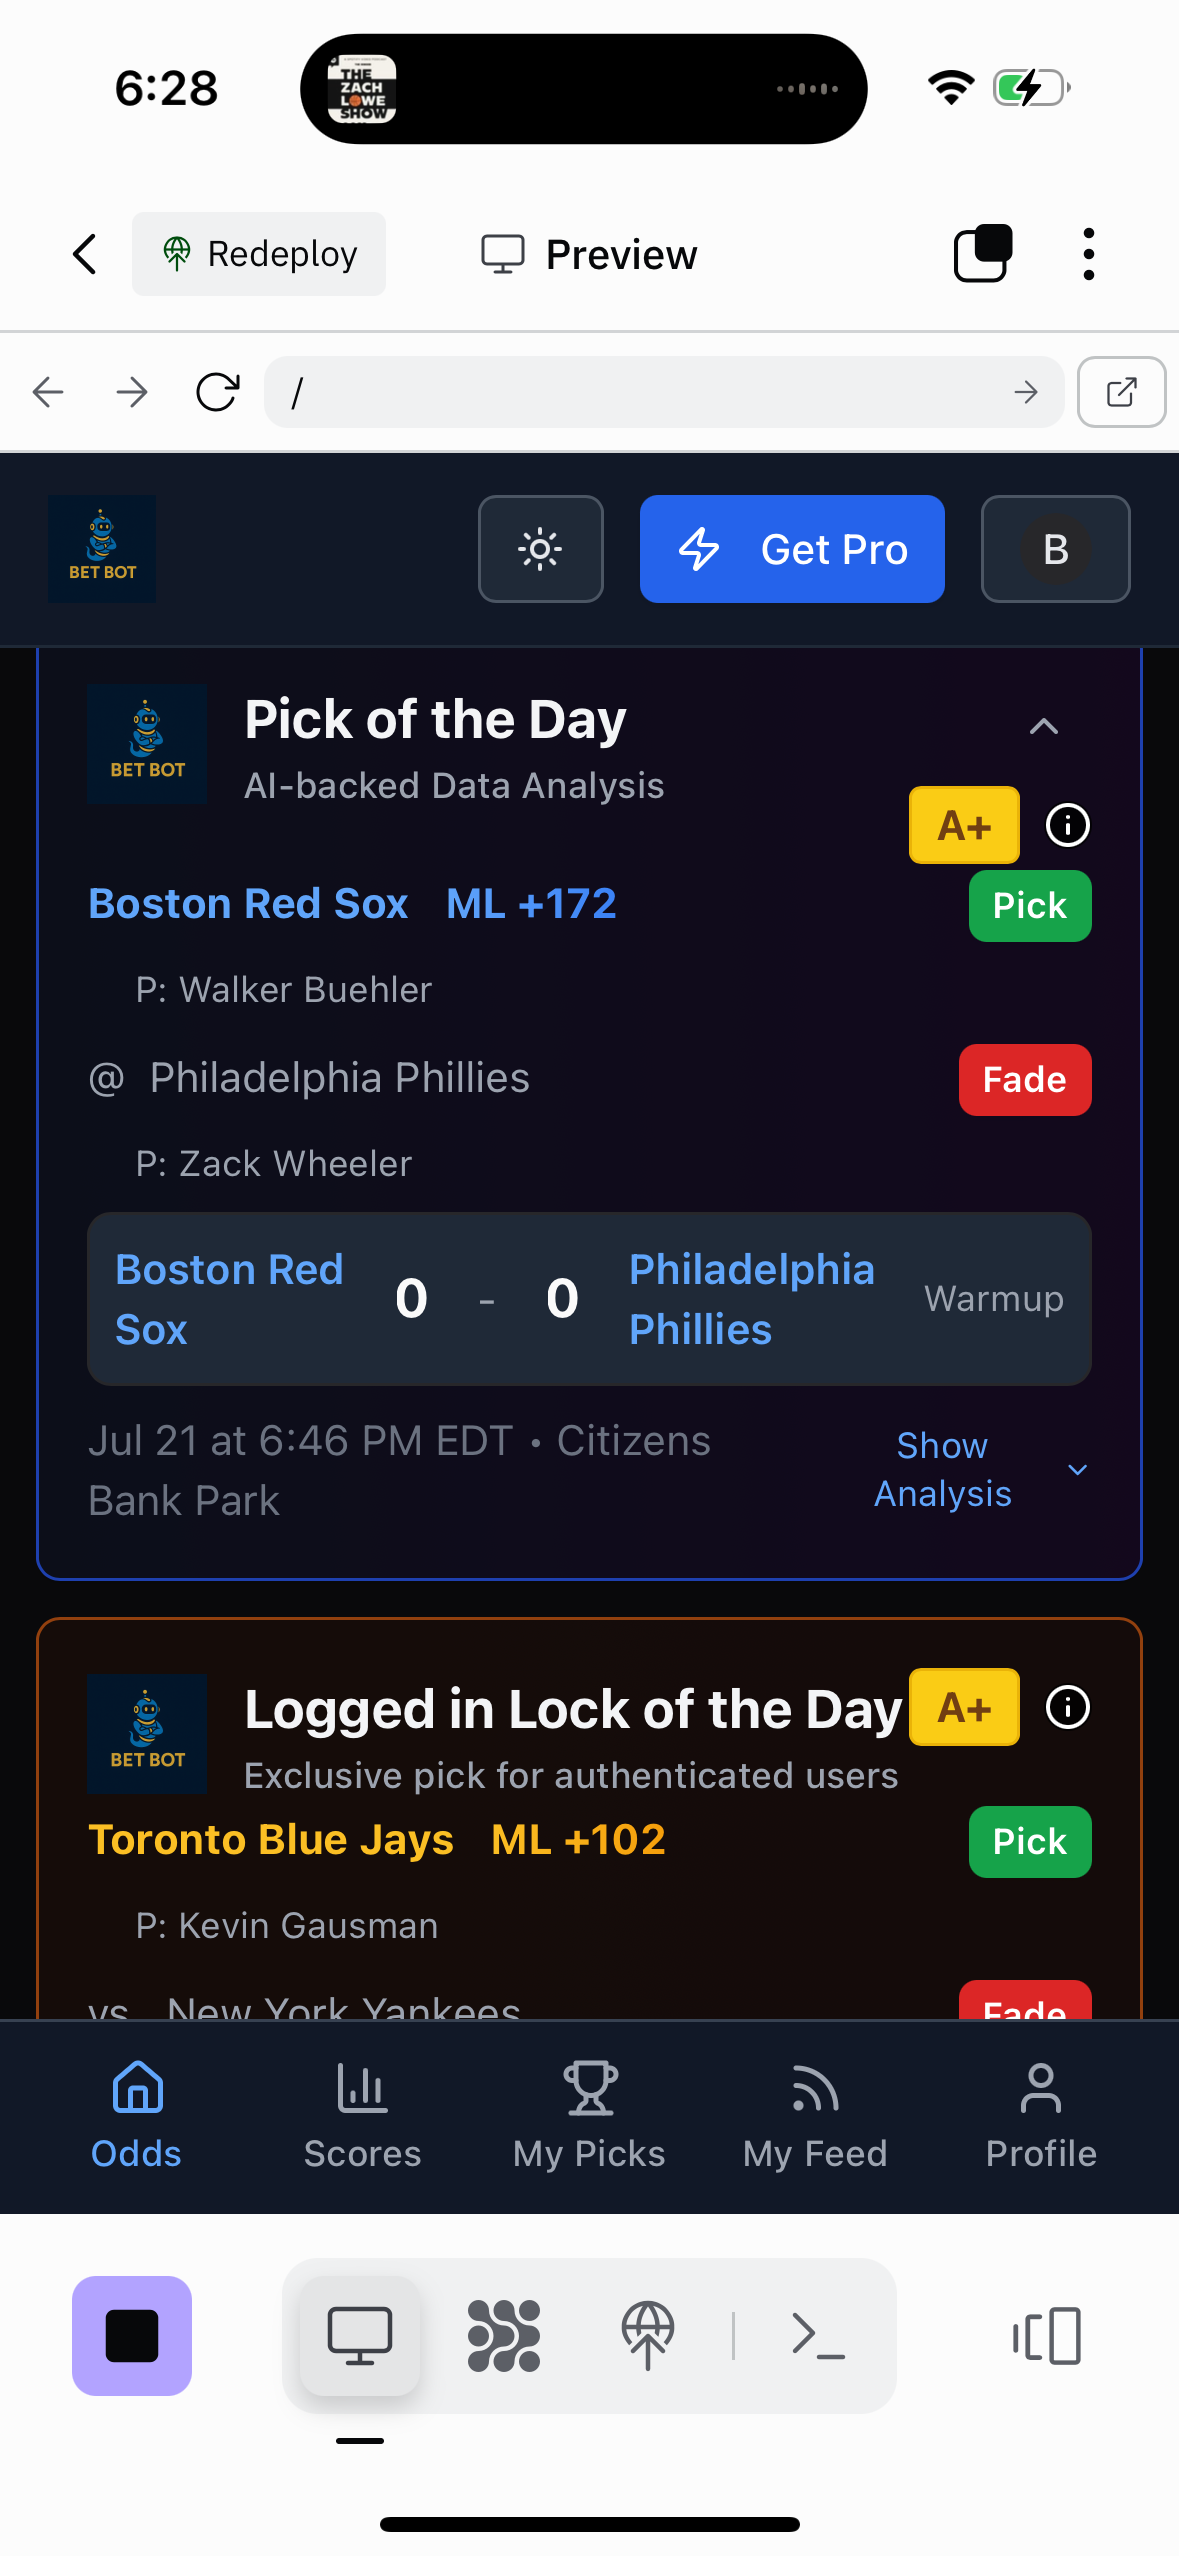 6:28
THE
ZACH
LOWE
SHOW
Redeploy
Preview
/
BET BOT
Get Pro
B
BET BOT
Pick of the Day
AI-backed Data Analysis
A+
Boston Red Sox ML +172
Pick
P: Walker Buehler
@ Philadelphia Phillies
Fade
P: Zack Wheeler
Boston Red
Sox
0 - 0
Philadelphia
Phillies
Warmup
Jul 21 at 6:46 PM EDT • Citizens
Bank Park
Show
Analysis
BET BOT
Logged in Lock of the Day
A+
Exclusive pick for authenticated users
Toronto Blue Jays ML +102
Pick
P: Kevin Gausman
vs New York Yankees
Fade
Odds
Scores
My Picks
My Feed
Profile